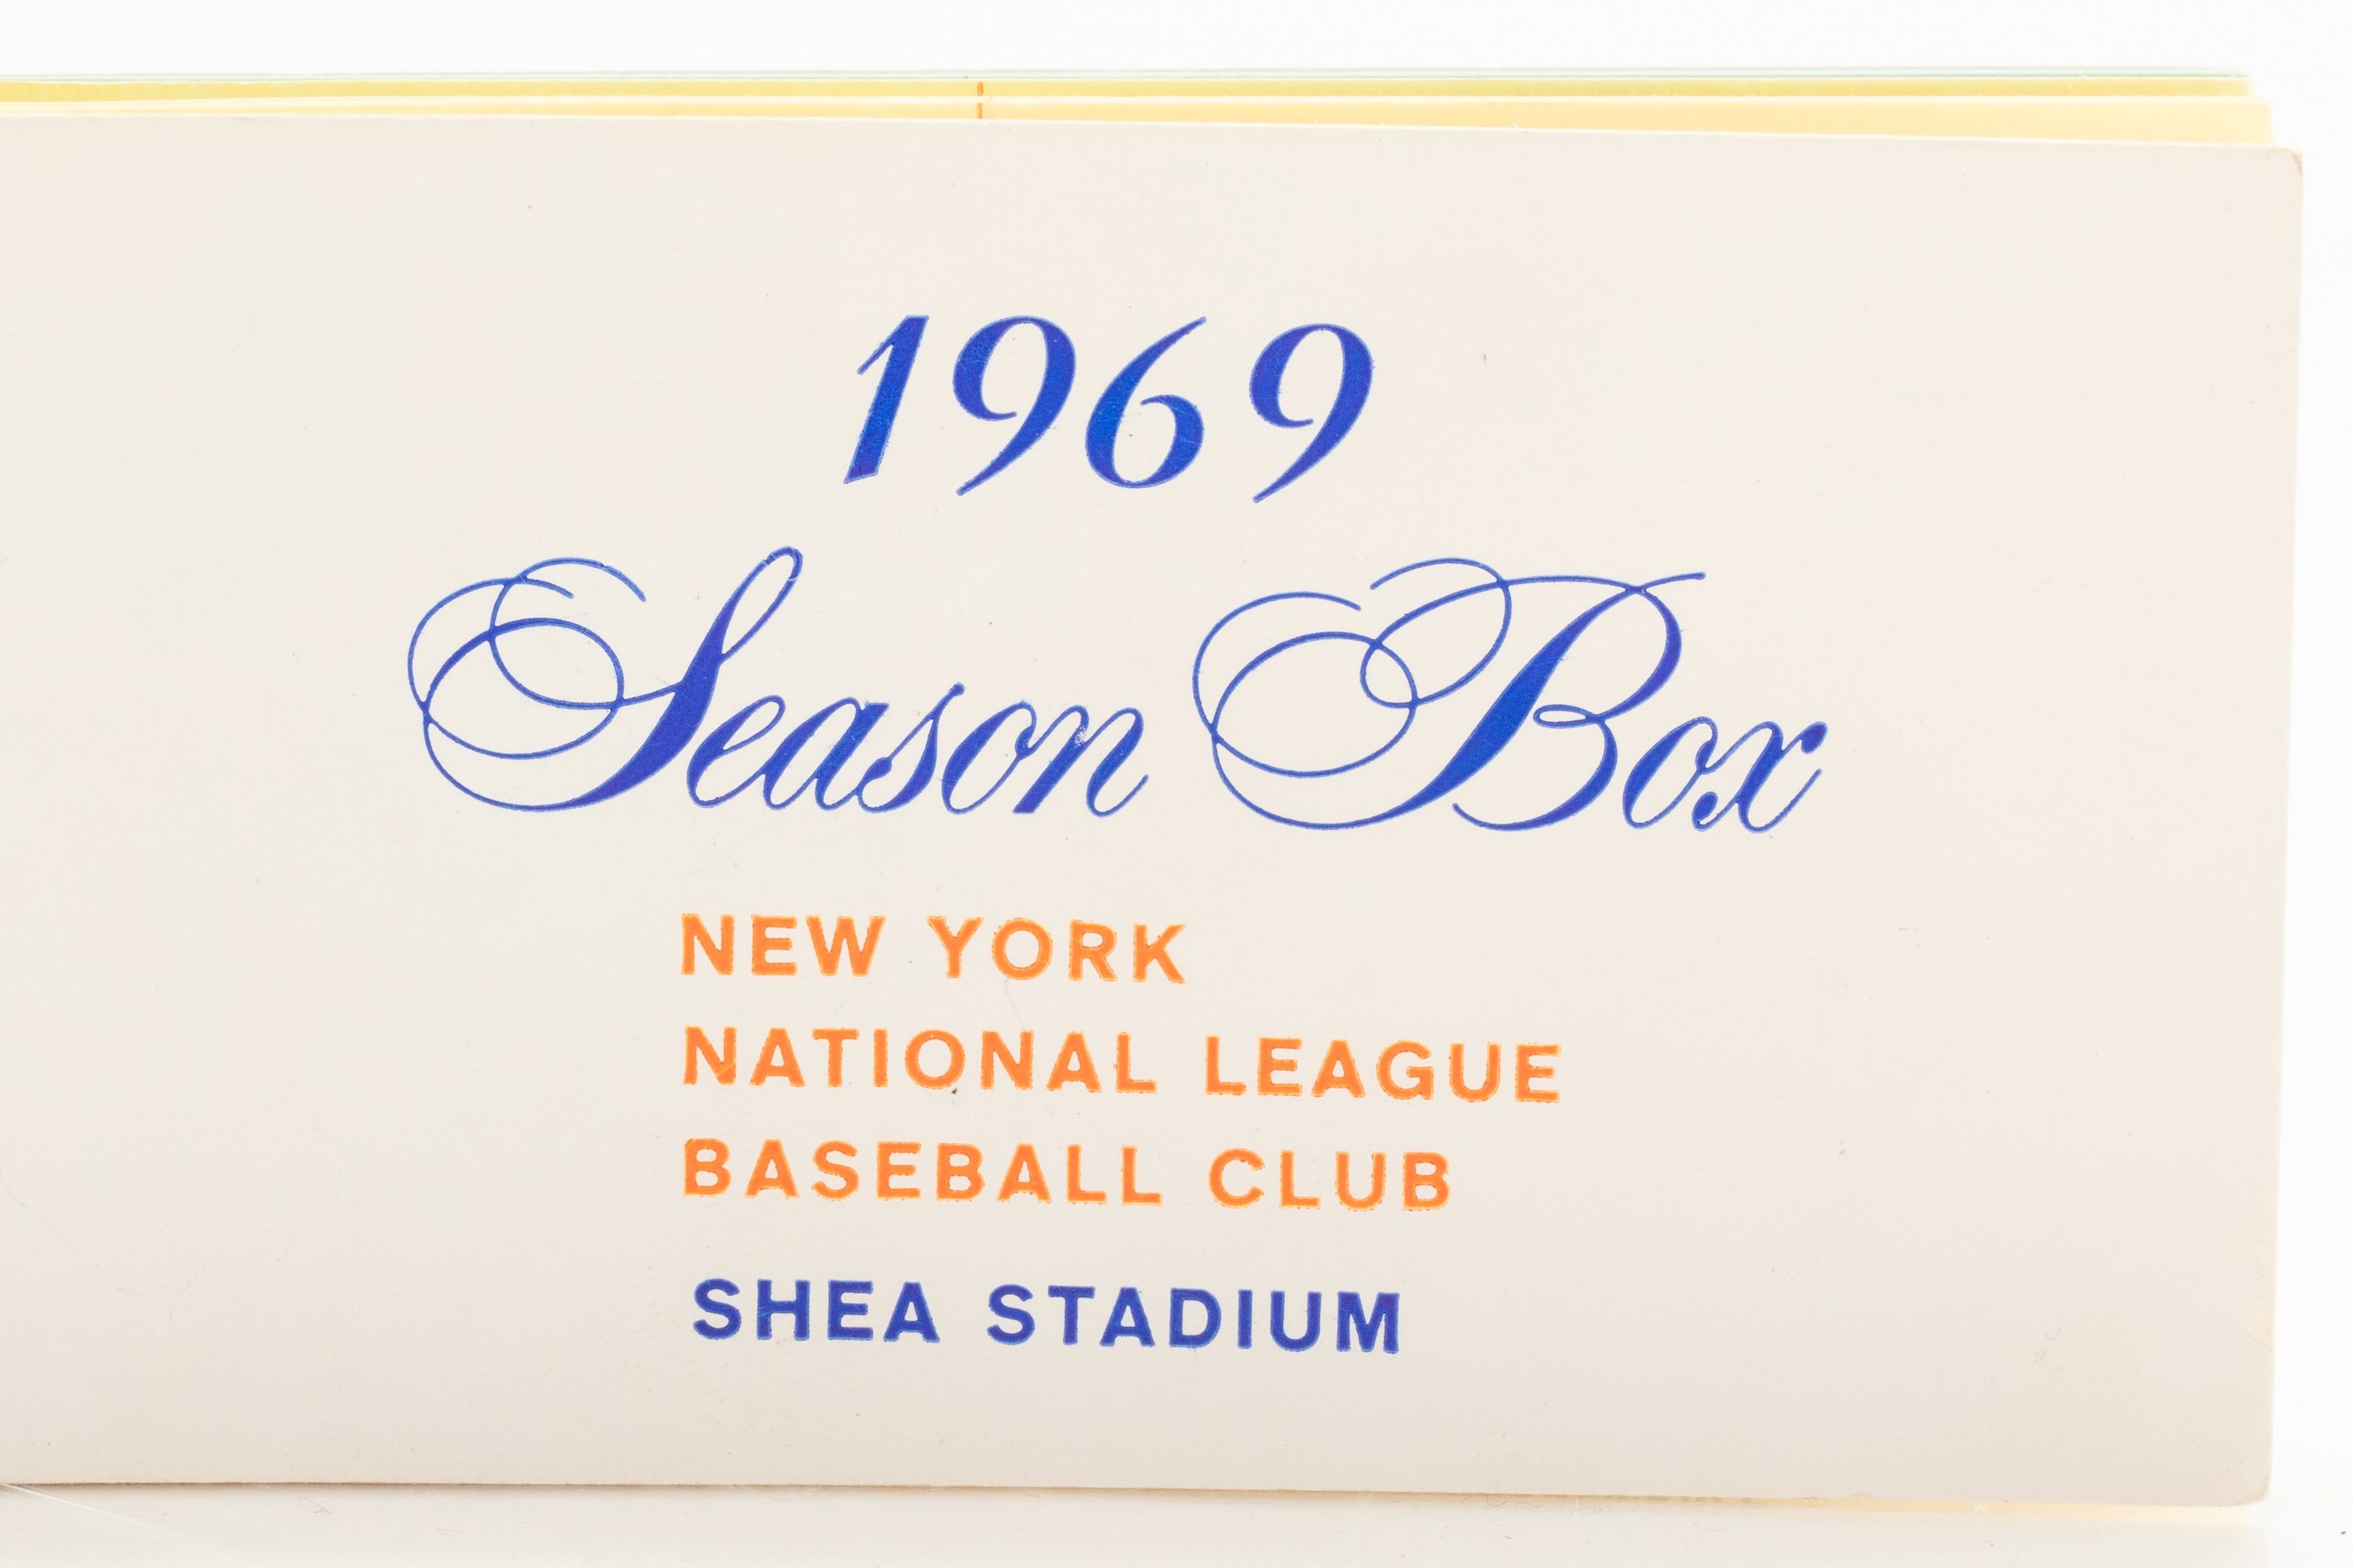 1969
Season Box
NEW YORK
NATIONAL LEAGUE
BASEBALL CLUB
SHEA STADIUM